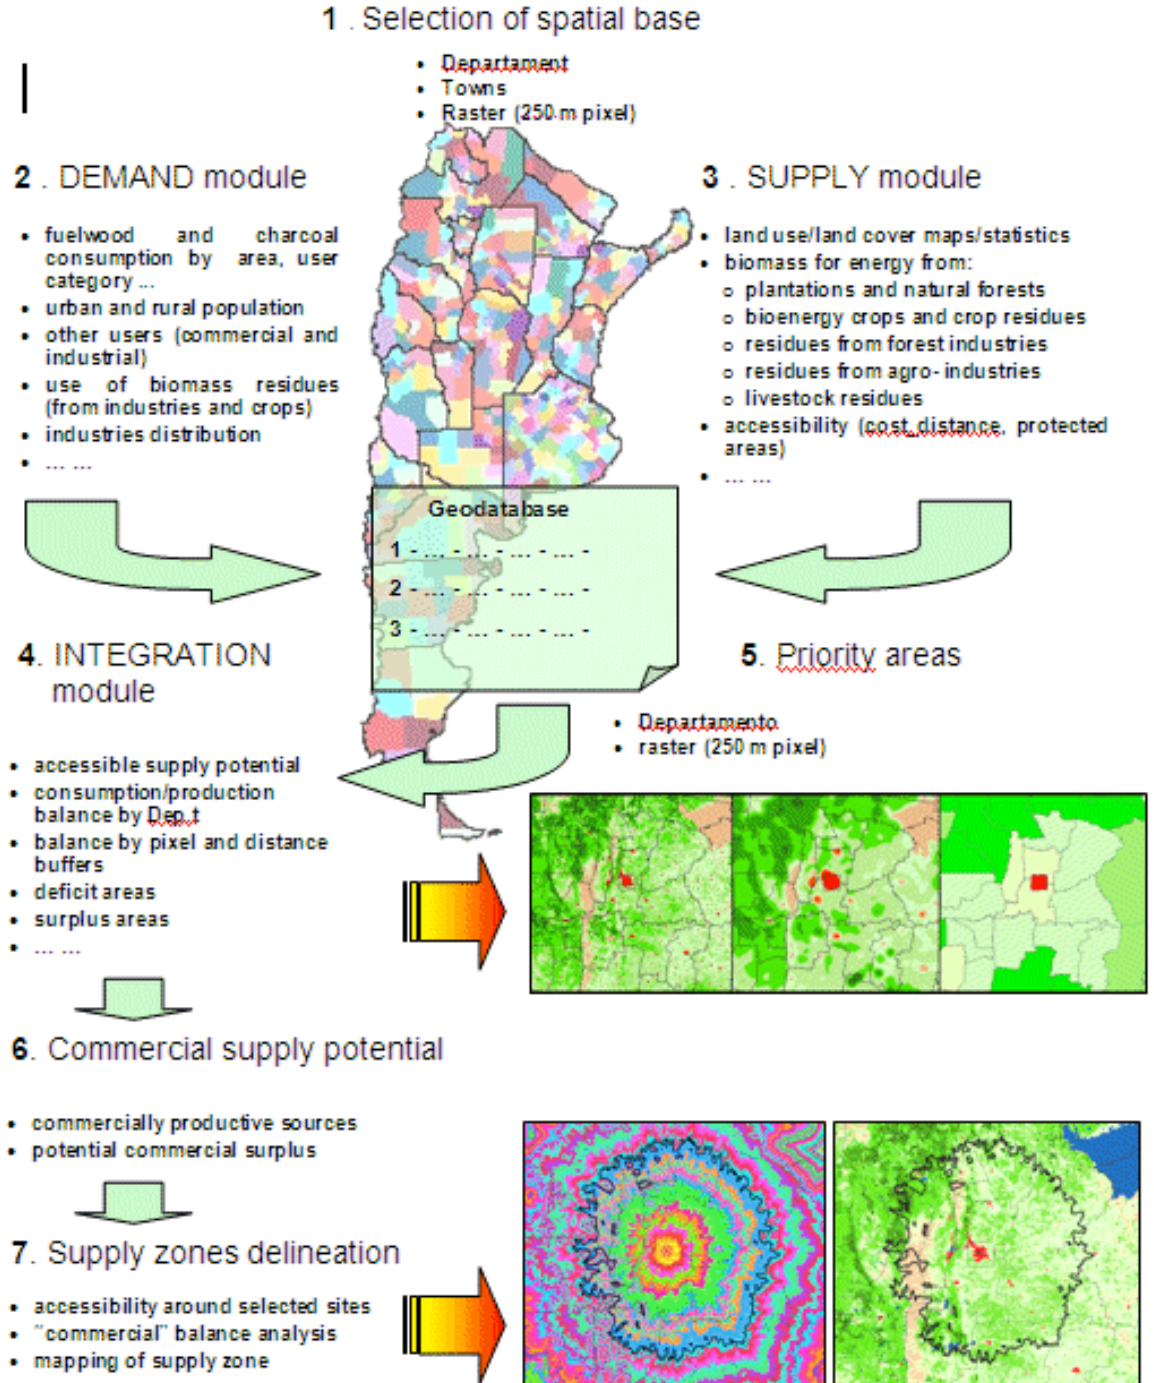 1 . Selection of spatial base
• Departament
• Towns
• Raster (250 m pixel)
2 . DEMAND module
• fuelwood and charcoal
consumption by area, user
category ...
• urban and rural population
• other users (commercial and
industrial)
• use of biomass residues
(from industries and crops)
• industries distribution
• ... ...
3 . SUPPLY module
• land use/land cover maps/statistics
• biomass for energy from:
o plantations and natural forests
o bioenergy crops and crop residues
o residues from forest industries
o residues from agro-industries
o livestock residues
• accessibility (cost_distance, protected
areas)
• ... ...
Geodatabase
1 - ... - ... - ... - ... -
2 - ... - ... - ... - ... -
3 - ... - ... - ... - ... -
4. INTEGRATION
module
• accessible supply potential
• consumption/production
balance by Dep.t
• balance by pixel and distance
buffers
• deficit areas
• surplus areas
• ... ...
5. Priority areas
• Departamento
• raster (250 m pixel)
6. Commercial supply potential
• commercially productive sources
• potential commercial surplus
7. Supply zones delineation
• accessibility around selected sites
• "commercial" balance analysis
• mapping of supply zone